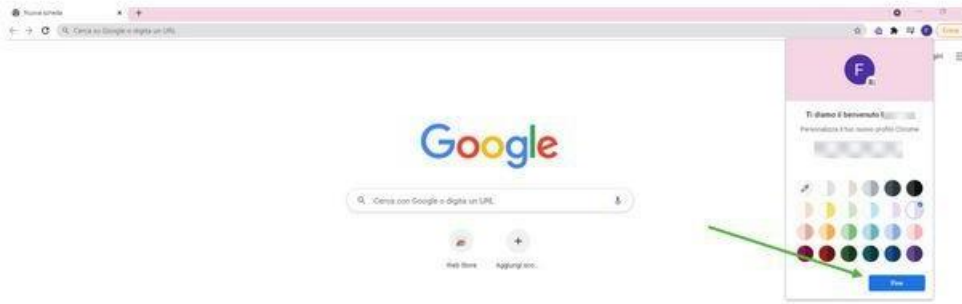 Nuova scheda
Cerca su Google o digita un URL
F
F
Ti diamo il benvenuto
Personalizza il tuo nuovo profilo Chrome
Google
Cerca con Google o digita un URL
Web Store
Aggiungi sco...
Fine